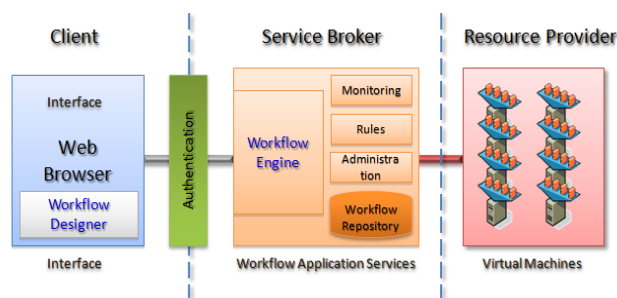 Client
Service Broker
Resource Provider
Interface
Web
Browser
Workflow
Designer
Interface
Authentication
Workflow
Engine
Monitoring
Rules
Administra
tion
Workflow
Repository
Workflow Application Services
Virtual Machines